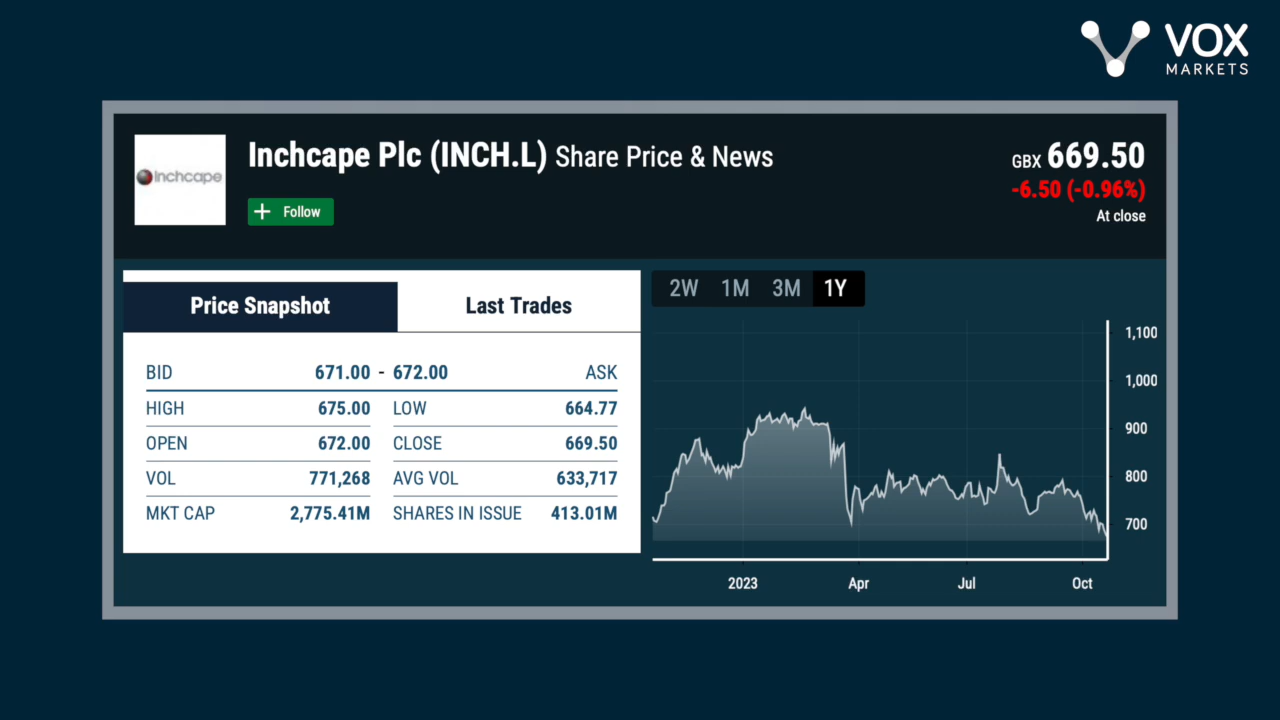 VOX
MARKETS
Inchcape
Inchcape Plc (INCH.L) Share Price & News
+ Follow
GBX 669.50
-6.50 (-0.96%)
At close
Price Snapshot
Last Trades
BID 671.00 - 672.00 ASK
HIGH 675.00 LOW 664.77
OPEN 672.00 CLOSE 669.50
VOL 771,268 AVG VOL 633,717
MKT CAP 2,775.41M SHARES IN ISSUE 413.01M
2W 1M 3M 1Y
1,100
1,000
900
800
700
2023 Apr Jul Oct